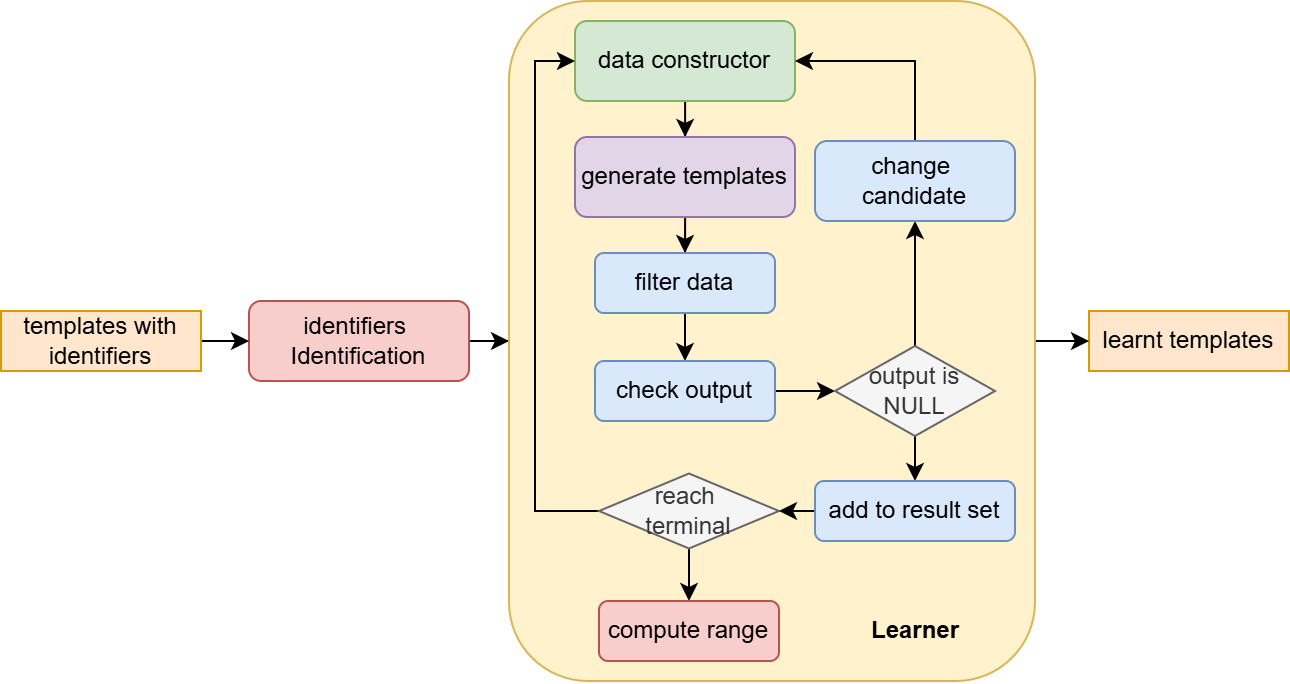 templates with
identifiers
identifiers
Identification
data constructor
generate templates
filter data
check output
change
candidate
output is
NULL
add to result set
reach
terminal
compute range
Learner
learnt templates